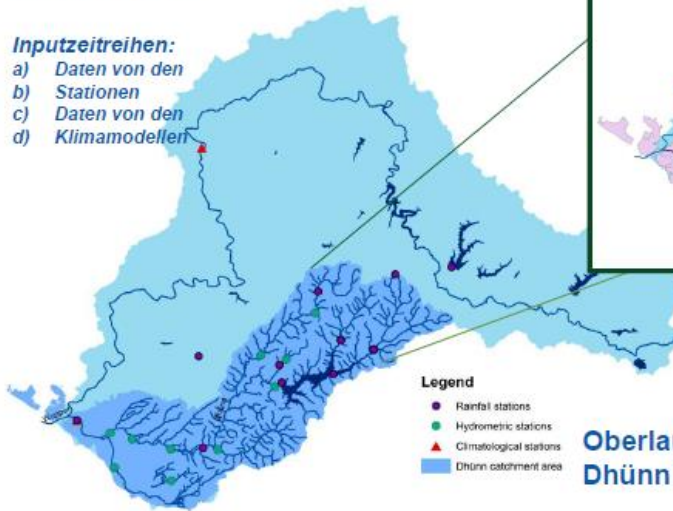 Inputzeitreihen:
a) Daten von den
b) Stationen
c) Daten von den
d) Klimamodellen
Legend
Rainfall stations
Hydrometric stations
Climatological stations
Dhünn catchment area
Oberlau
Dhünn